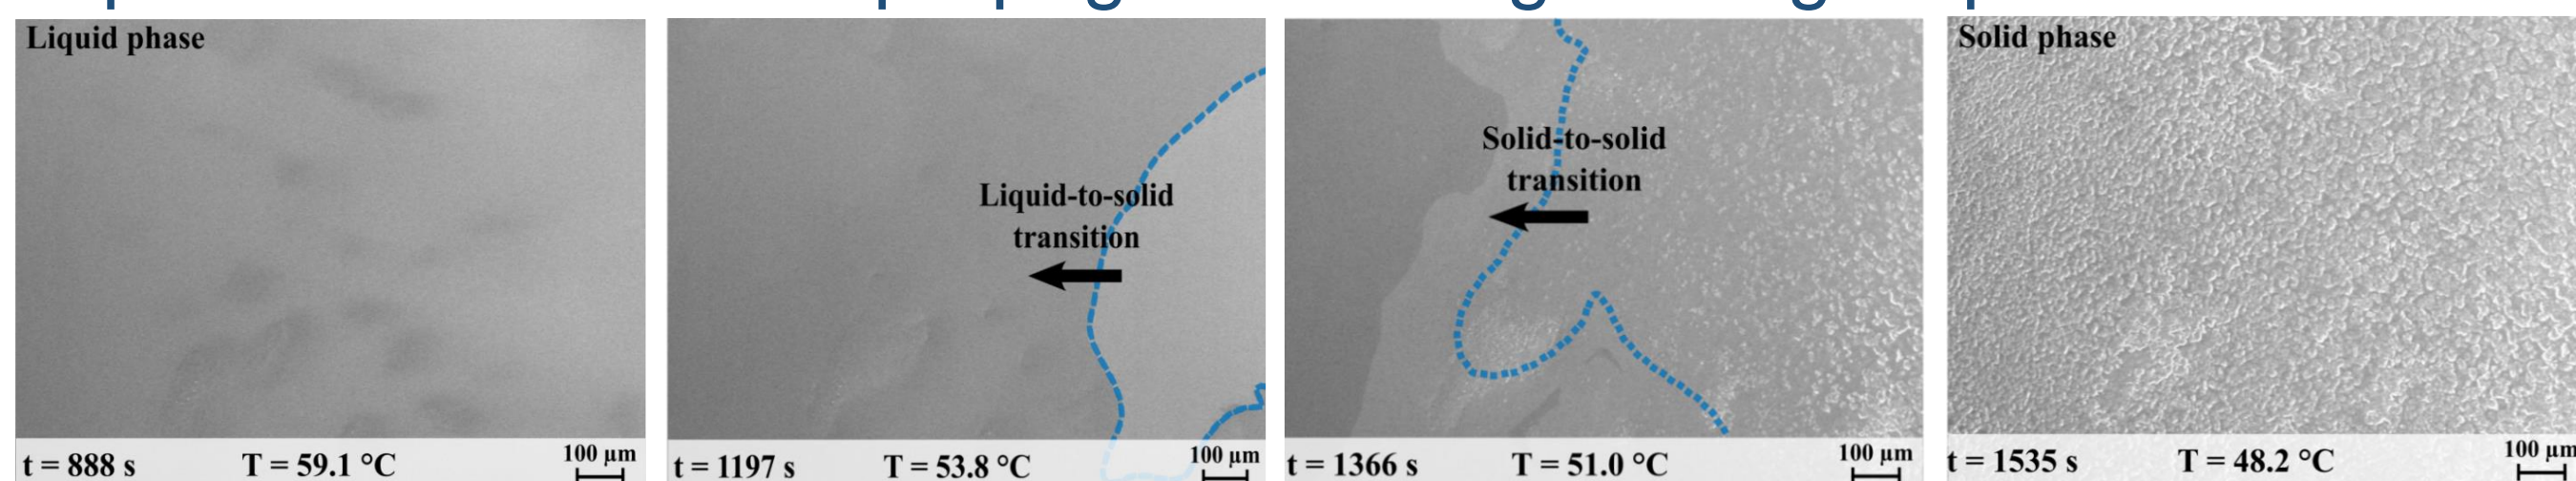 Liquid phase
Liquid-to-solid
transition
t = 888 s
T = 59.1 °C
100 µm
t = 1197 s
T = 53.8 °C
100 µm
Solid-to-solid
transition
t = 1366 s
T = 51.0 °C
100 µm
Solid phase
t = 1535 s
T = 48.2 °C
100 µm